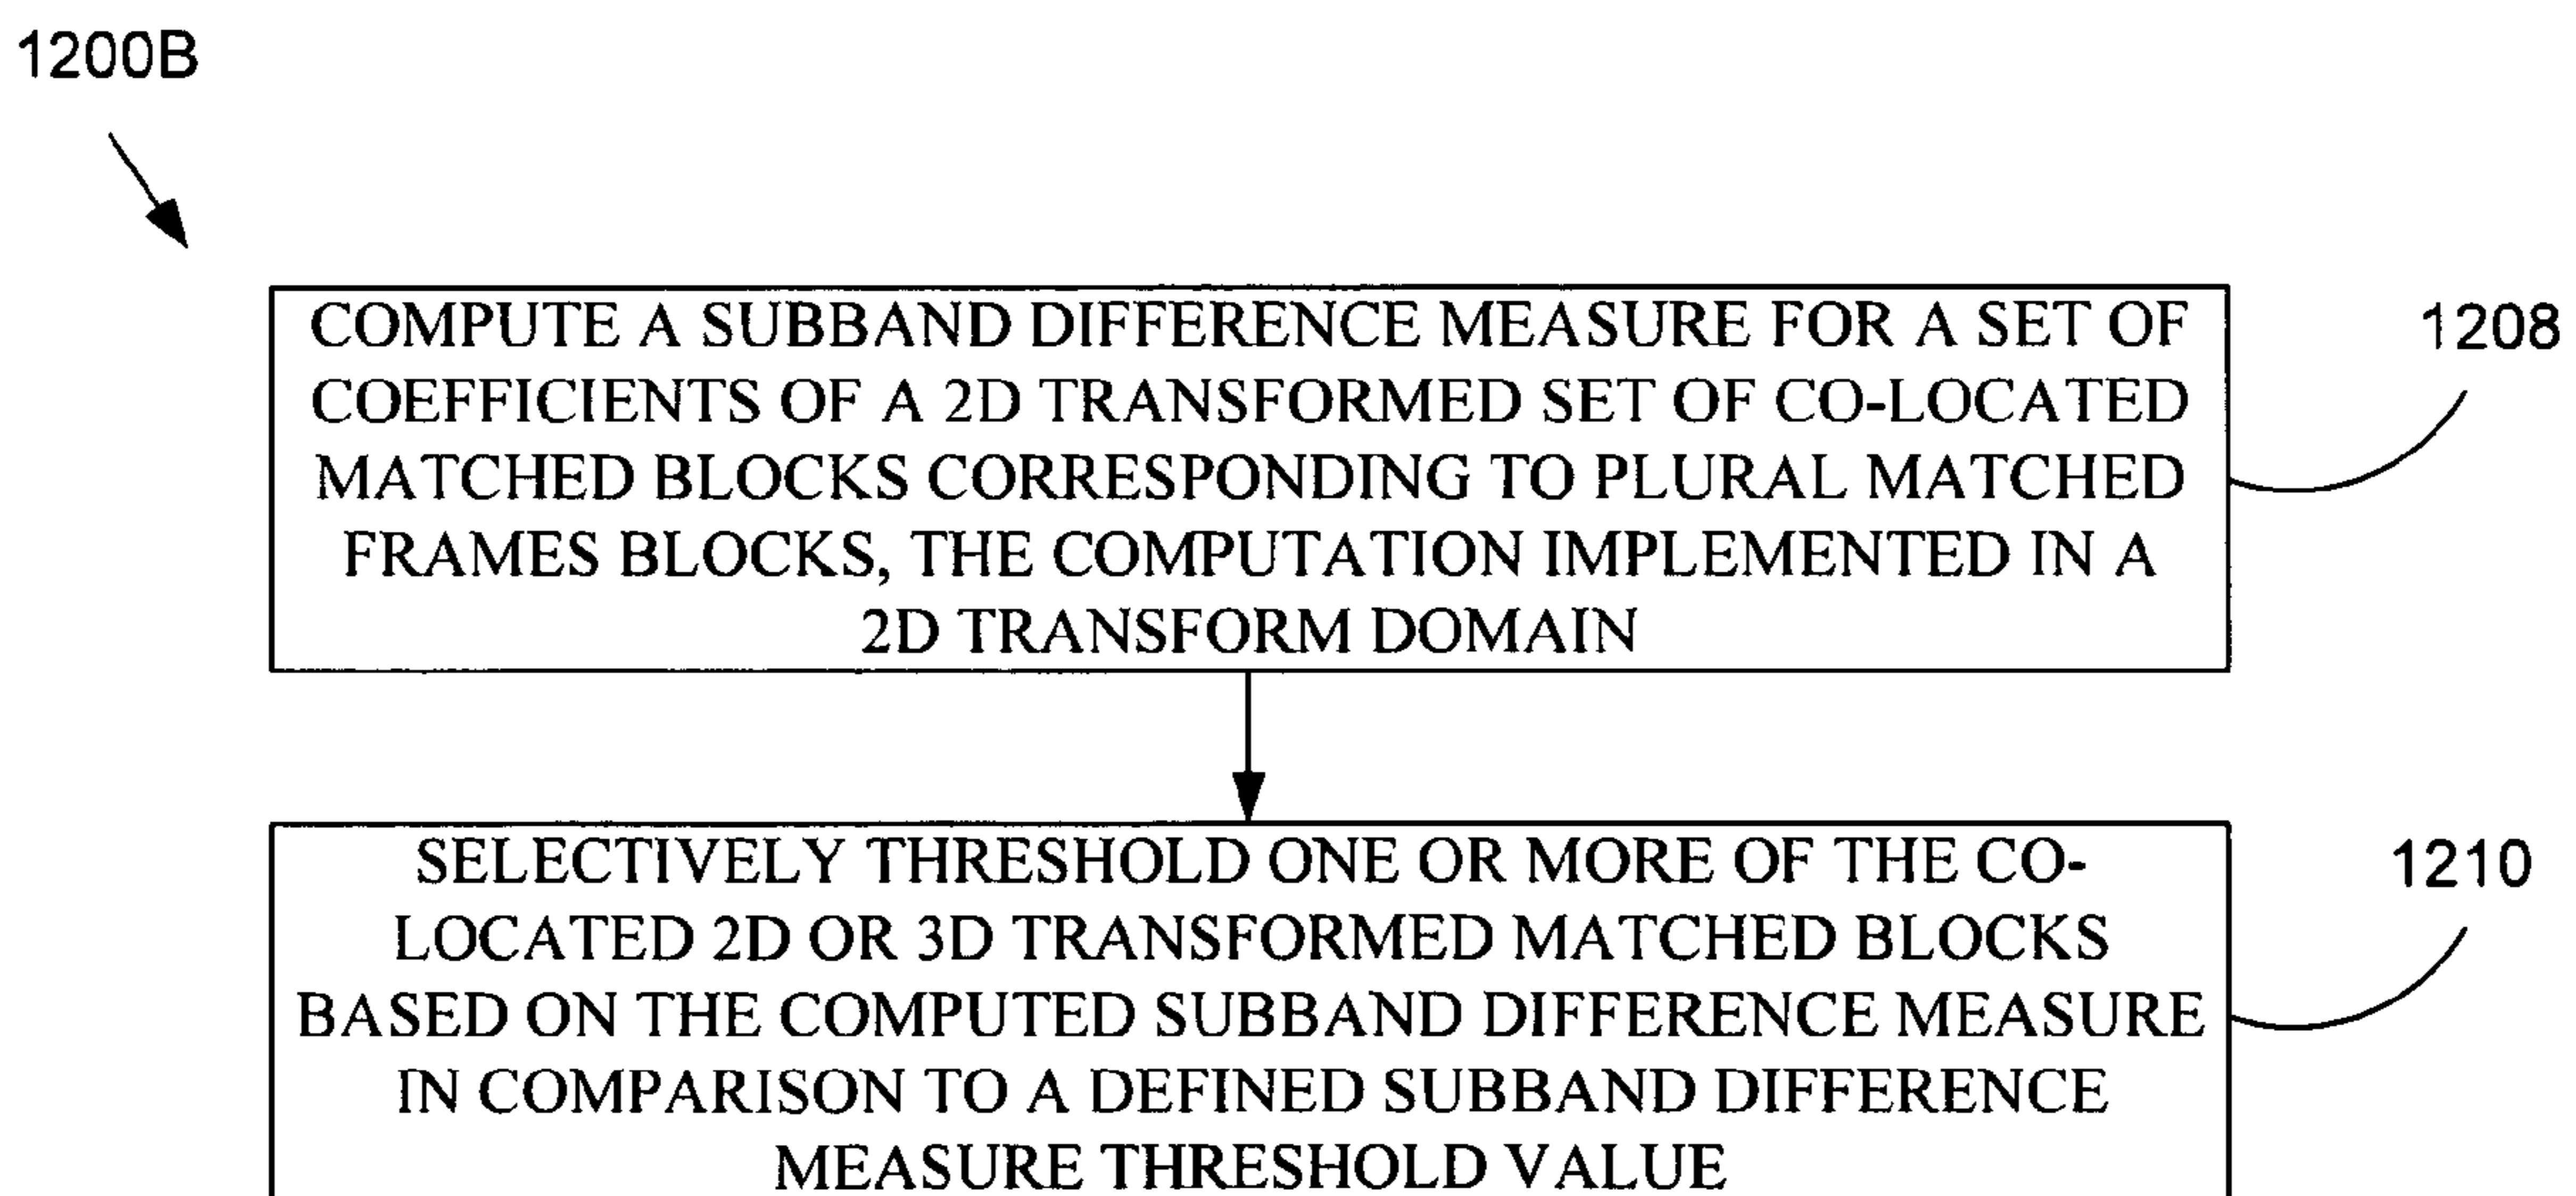 1200B
COMPUTE A SUBBAND DIFFERENCE MEASURE FOR A SET OF
COEFFICIENTS OF A 2D TRANSFORMED SET OF CO-LOCATED
MATCHED BLOCKS CORRESPONDING TO PLURAL MATCHED
FRAMES BLOCKS, THE COMPUTATION IMPLEMENTED IN A
2D TRANSFORM DOMAIN
1208
SELECTIVELY THRESHOLD ONE OR MORE OF THE CO-
LOCATED 2D OR 3D TRANSFORMED MATCHED BLOCKS
BASED ON THE COMPUTED SUBBAND DIFFERENCE MEASURE
IN COMPARISON TO A DEFINED SUBBAND DIFFERENCE
MEASURE THRESHOLD VALUE
1210